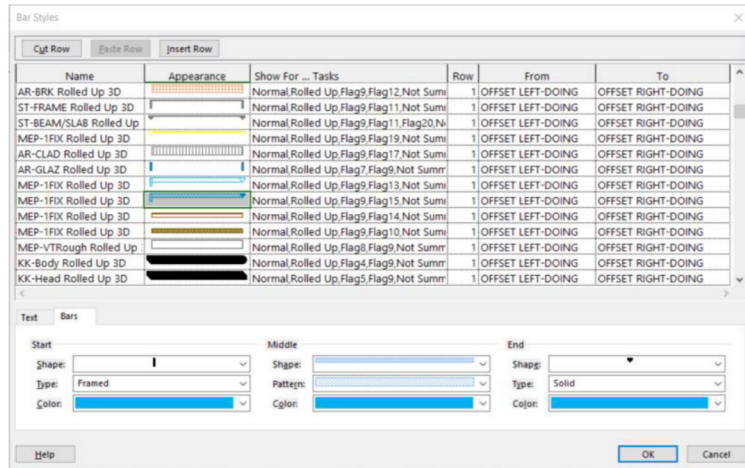 Bar Styles
Cut Row Paste Row Insert Row
Name Appearance Show For ... Tasks Row From To
AR-BRK Rolled Up 3D Normal,Rolled Up,Flag9,Flag12,Not Sum 1 OFFSET LEFT-DOING OFFSET RIGHT-DOING
ST-FRAME Rolled Up 3D Normal,Rolled Up,Flag9,Flag11,Not Sum 1 OFFSET LEFT-DOING OFFSET RIGHT-DOING
ST-BEAM/SLAB Rolled Up Normal,Rolled Up,Flag9,Flag11,Flag20,N 1 OFFSET LEFT-DOING OFFSET RIGHT-DOING
MEP-1FIX Rolled Up 3D Normal,Rolled Up,Flag9,Flag19,Not Sum 1 OFFSET LEFT-DOING OFFSET RIGHT-DOING
AR-CLAD Rolled Up 3D Normal,Rolled Up,Flag9,Flag17,Not Sum 1 OFFSET LEFT-DOING OFFSET RIGHT-DOING
AR-GLAZ Rolled Up 3D Normal,Rolled Up,Flag7,Flag9,Not Summ 1 OFFSET LEFT-DOING OFFSET RIGHT-DOING
MEP-1FIX Rolled Up 3D Normal,Rolled Up,Flag9,Flag13,Not Sum 1 OFFSET LEFT-DOING OFFSET RIGHT-DOING
MEP-1FIX Rolled Up 3D Normal,Rolled Up,Flag9,Flag15,Not Sum 1 OFFSET LEFT-DOING OFFSET RIGHT-DOING
MEP-1FIX Rolled Up 3D Normal,Rolled Up,Flag9,Flag14,Not Sum 1 OFFSET LEFT-DOING OFFSET RIGHT-DOING
MEP-1FIX Rolled Up 3D Normal,Rolled Up,Flag9,Flag10,Not Sum 1 OFFSET LEFT-DOING OFFSET RIGHT-DOING
MEP-VTRough Rolled Up Normal,Rolled Up,Flag8,Flag9,Not Summ 1 OFFSET LEFT-DOING OFFSET RIGHT-DOING
KK-Body Rolled Up 3D Normal,Rolled Up,Flag4,Flag9,Not Summ 1 OFFSET LEFT-DOING OFFSET RIGHT-DOING
KK-Head Rolled Up 3D Normal,Rolled Up,Flag5,Flag9,Not Summ 1 OFFSET LEFT-DOING OFFSET RIGHT-DOING
Text Bars
Start Middle End
Shape: Shape: Shape:
Type: Framed Pattern: Type: Solid
Color: Color: Color:
Help OK Cancel